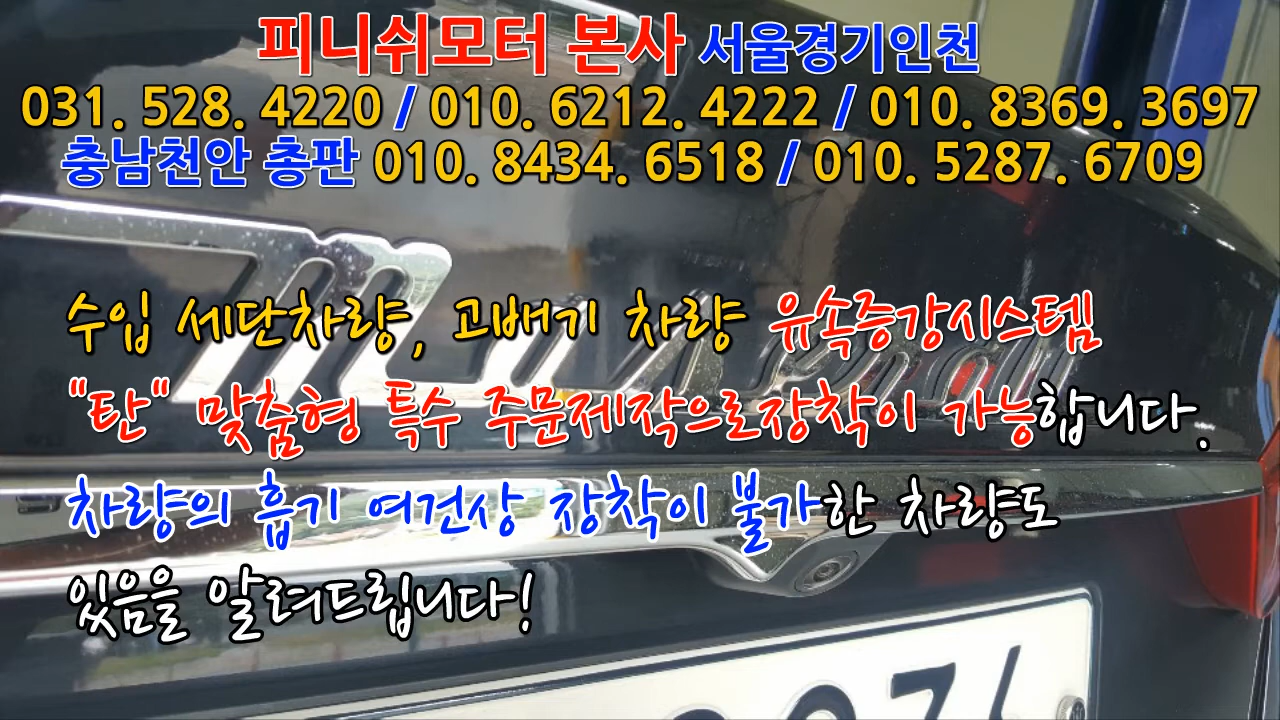 피니쉬모터 본사 서울경기인천
031. 528. 4220 / 010. 6212. 4222 / 010. 8369. 3697
충남천안 총판 010. 8434. 6518 / 010. 5287. 6709
수입 세단차량, 고배기 차량 유속증강시스템
"탄" 맞춤형 특수 주문제작으로장착이 가능합니다.
차량의 흡기 여건상 장착이 불가한 차량도
있음을 알려드립니다!